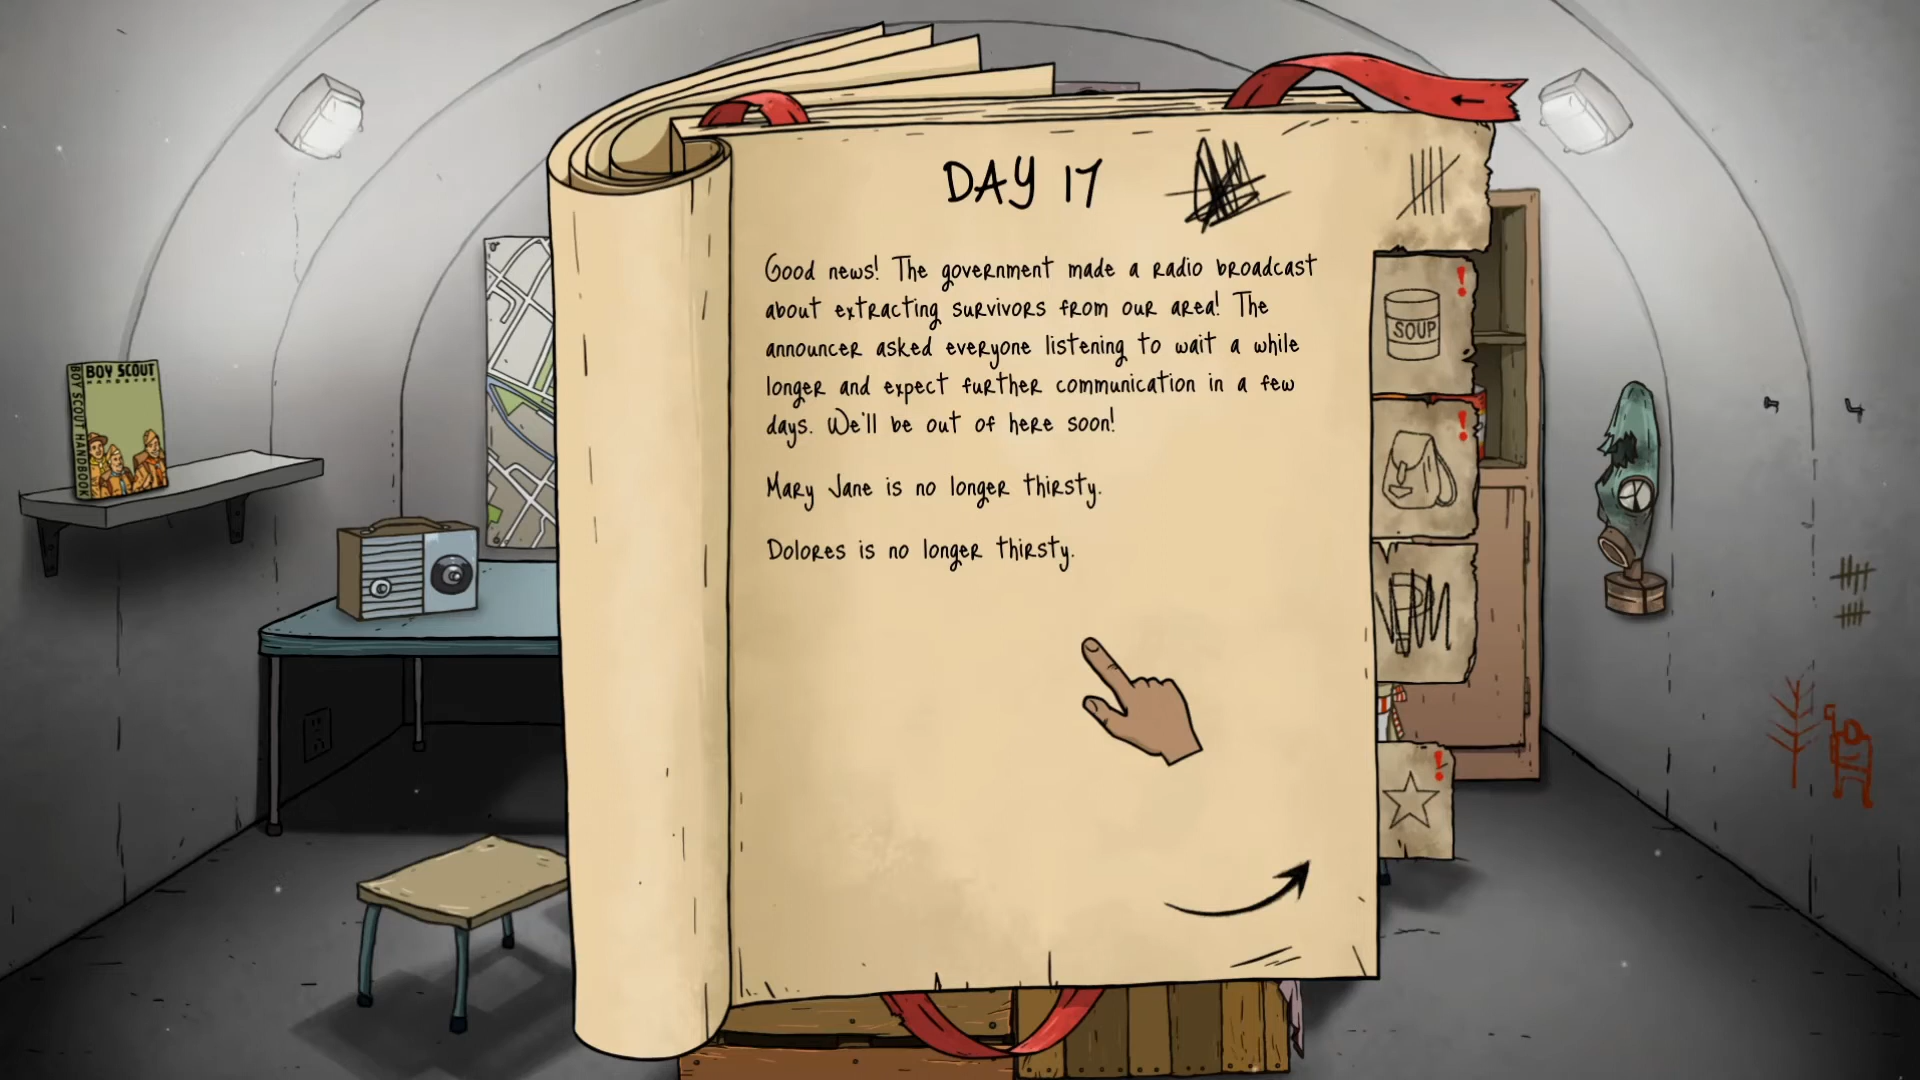 DAY 17
Good news! The government made a radio broadcast
about extracting survivors from our area! The
announcer asked everyone listening to wait a while
longer and expect further communication in a few
days. We'll be out of here soon!
Mary Jane is no longer thirsty.
Dolores is no longer thirsty.
!
SOUP
!
!
BOY SCOUT
HANDBOOK
BOY SCOUT HANDBOOK